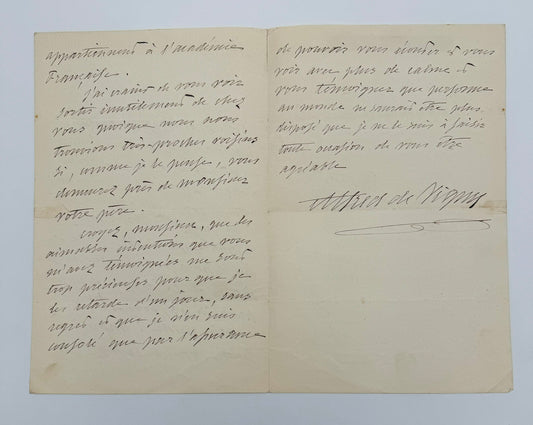 appartiennent à l'académie
Française.
J'ai craint de vous voir
sortir inutilement de chez
vous quoique nous nous
trouvions très-proches voisins
si, comme je le pense, vous
demeurez près de monsieur
votre père.
croyez, monsieur, que des
aimables intentions que vous
m'avez témoignées me sont
trop précieuses pour que je
les retarde d'un jour, sans
regret et que je n'en suis
consolé que par l'assurance
de pouvoir vous écouter et vous
voir avec plus de calme et
vous témoigner que personne
au monde ne saurait être plus
disposé que je ne le suis à saisir
toute occasion de vous être
agréable
Alfred de Vigny